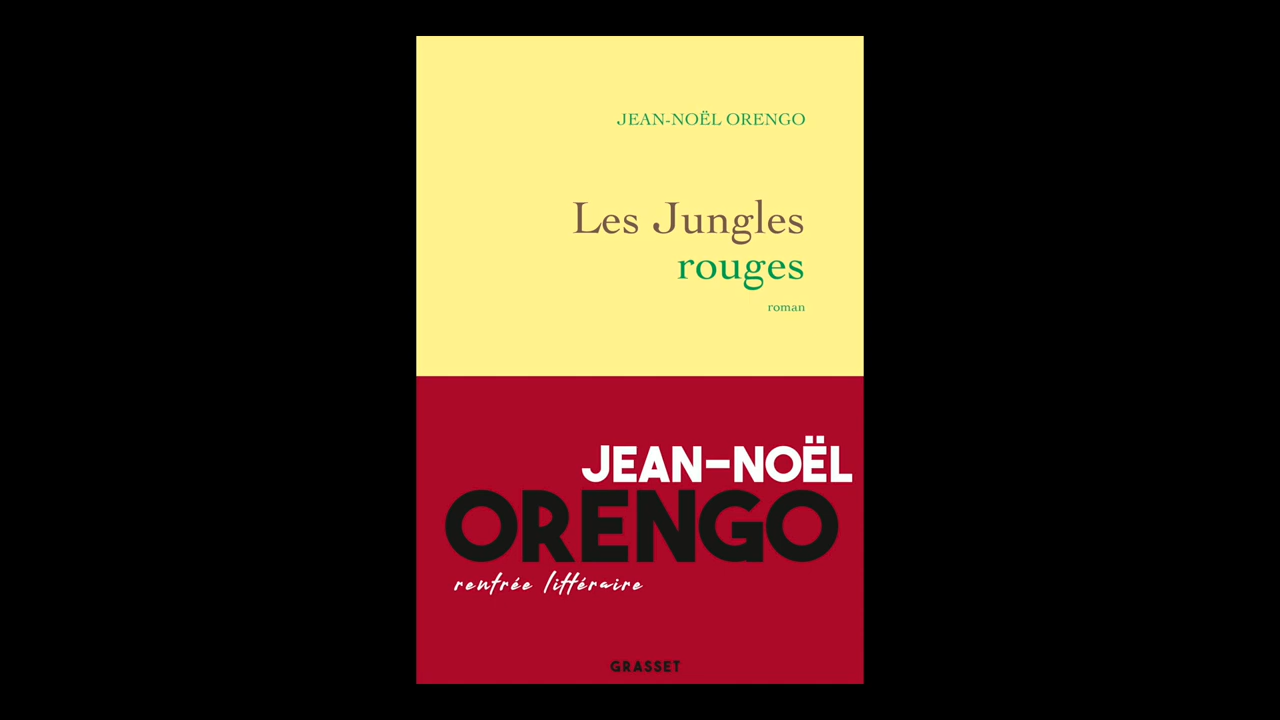 JEAN-NOËL ORENGO
Les Jungles
rouges
roman
JEAN-NOËL
ORENGO
rentrée littéraire
GRASSET